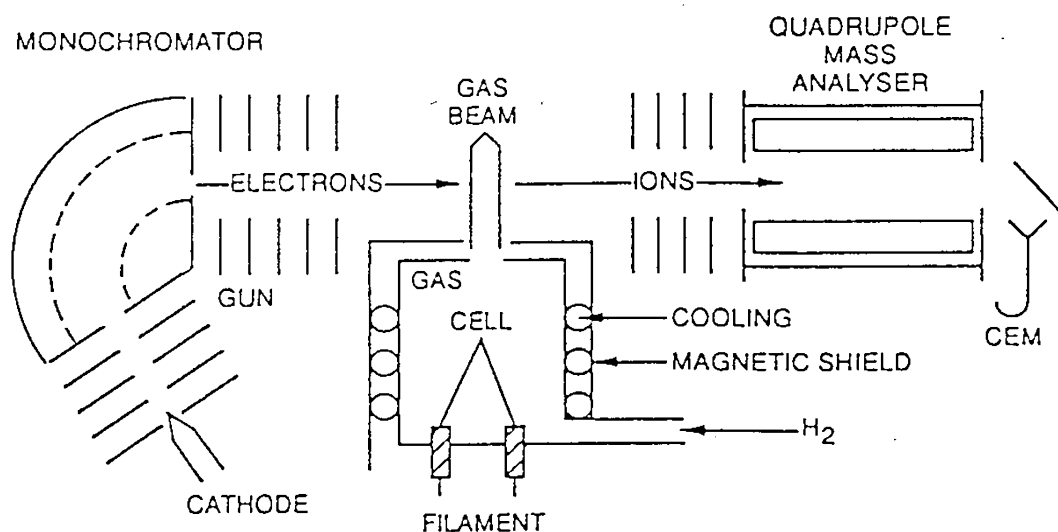 MONOCHROMATOR
QUADRUPOLE
MASS
ANALYSER
GAS
BEAM
ELECTRONS
IONS
GUN
GAS
CELL
COOLING
MAGNETIC SHIELD
CEM
H2
CATHODE
FILAMENT